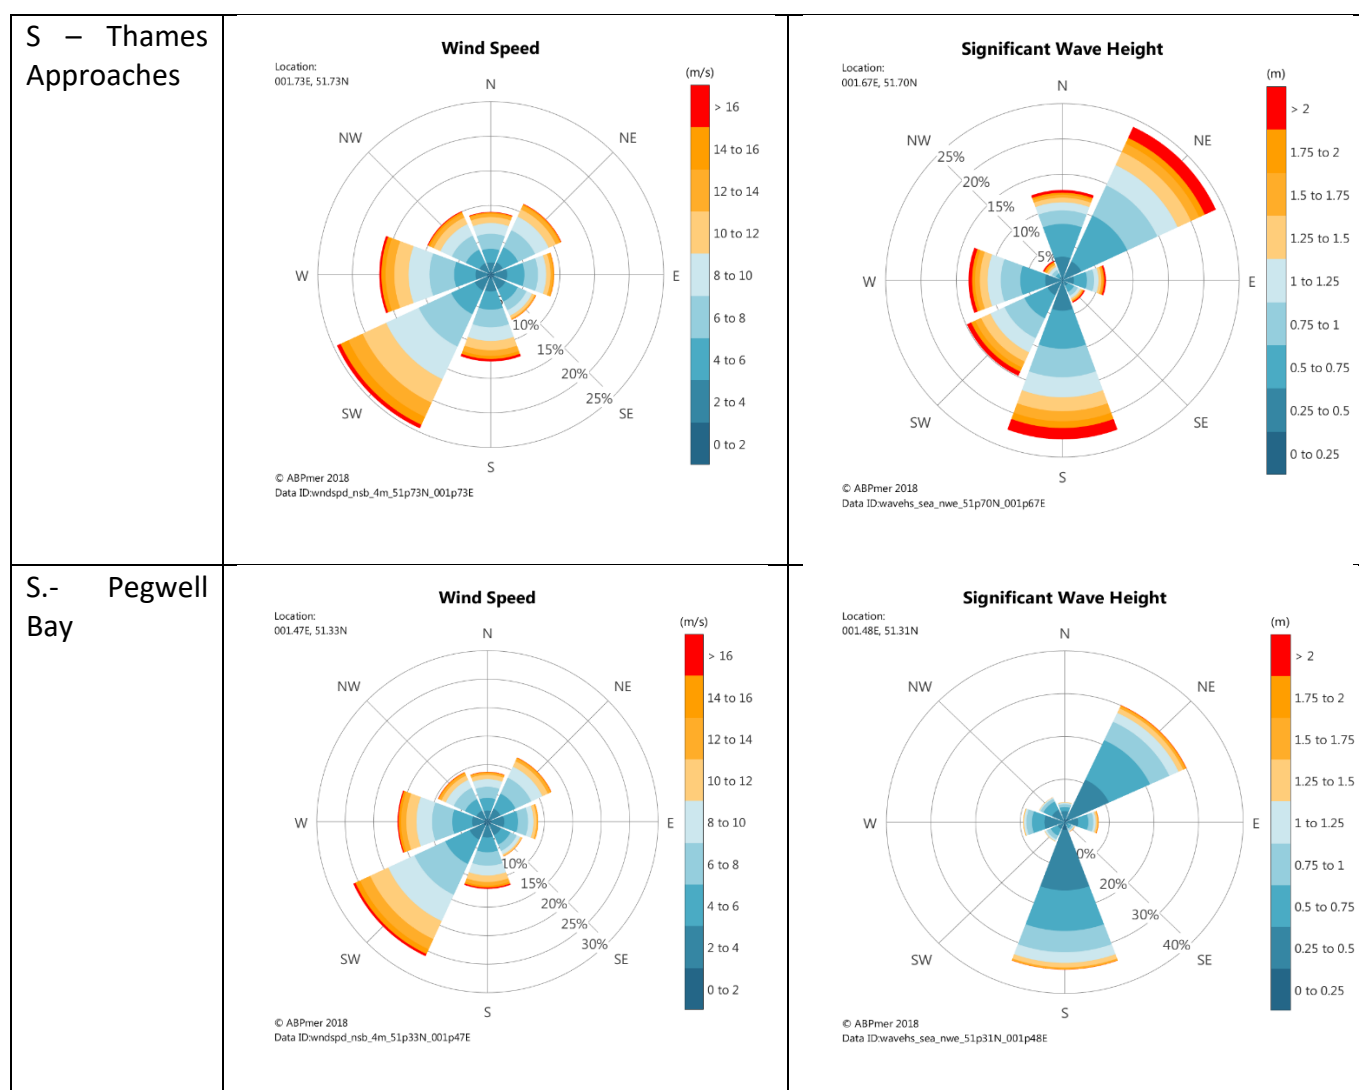 S – Thames
Approaches
Wind Speed
Location:
001.73E, 51.73N
(m/s)
N
NW
NE
W
E
SW
SE
S
10%
15%
20%
25%
> 16
14 to 16
12 to 14
10 to 12
8 to 10
6 to 8
4 to 6
2 to 4
0 to 2
© ABPmer 2018
Data ID:wndspd_nsb_4m_51p73N_001p73E
Significant Wave Height
Location:
001.67E, 51.70N
(m)
N
NW
NE
25%
20%
15%
10%
5%
W
E
SW
SE
S
> 2
1.75 to 2
1.5 to 1.75
1.25 to 1.5
1 to 1.25
0.75 to 1
0.5 to 0.75
0.25 to 0.5
0 to 0.25
© ABPmer 2018
Data ID:wavehs_sea_nwe_51p70N_001p67E
S.- Pegwell
Bay
Wind Speed
Location:
001.47E, 51.33N
(m/s)
N
NW
NE
W
E
10%
15%
20%
25%
30%
SW
SE
S
> 16
14 to 16
12 to 14
10 to 12
8 to 10
6 to 8
4 to 6
2 to 4
0 to 2
© ABPmer 2018
Data ID:wndspd_nsb_4m_51p33N_001p47E
Significant Wave Height
Location:
001.48E, 51.31N
(m)
N
NW
NE
W
E
0%
20%
30%
40%
SW
SE
S
> 2
1.75 to 2
1.5 to 1.75
1.25 to 1.5
1 to 1.25
0.75 to 1
0.5 to 0.75
0.25 to 0.5
0 to 0.25
© ABPmer 2018
Data ID:wavehs_sea_nwe_51p31N_001p48E